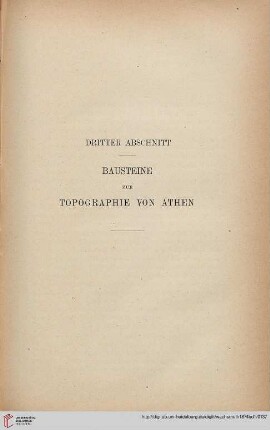 DRITTER ABSCHNITT
BAUSTEINE
ZUR
TOPOGRAPHIE VON ATHEN